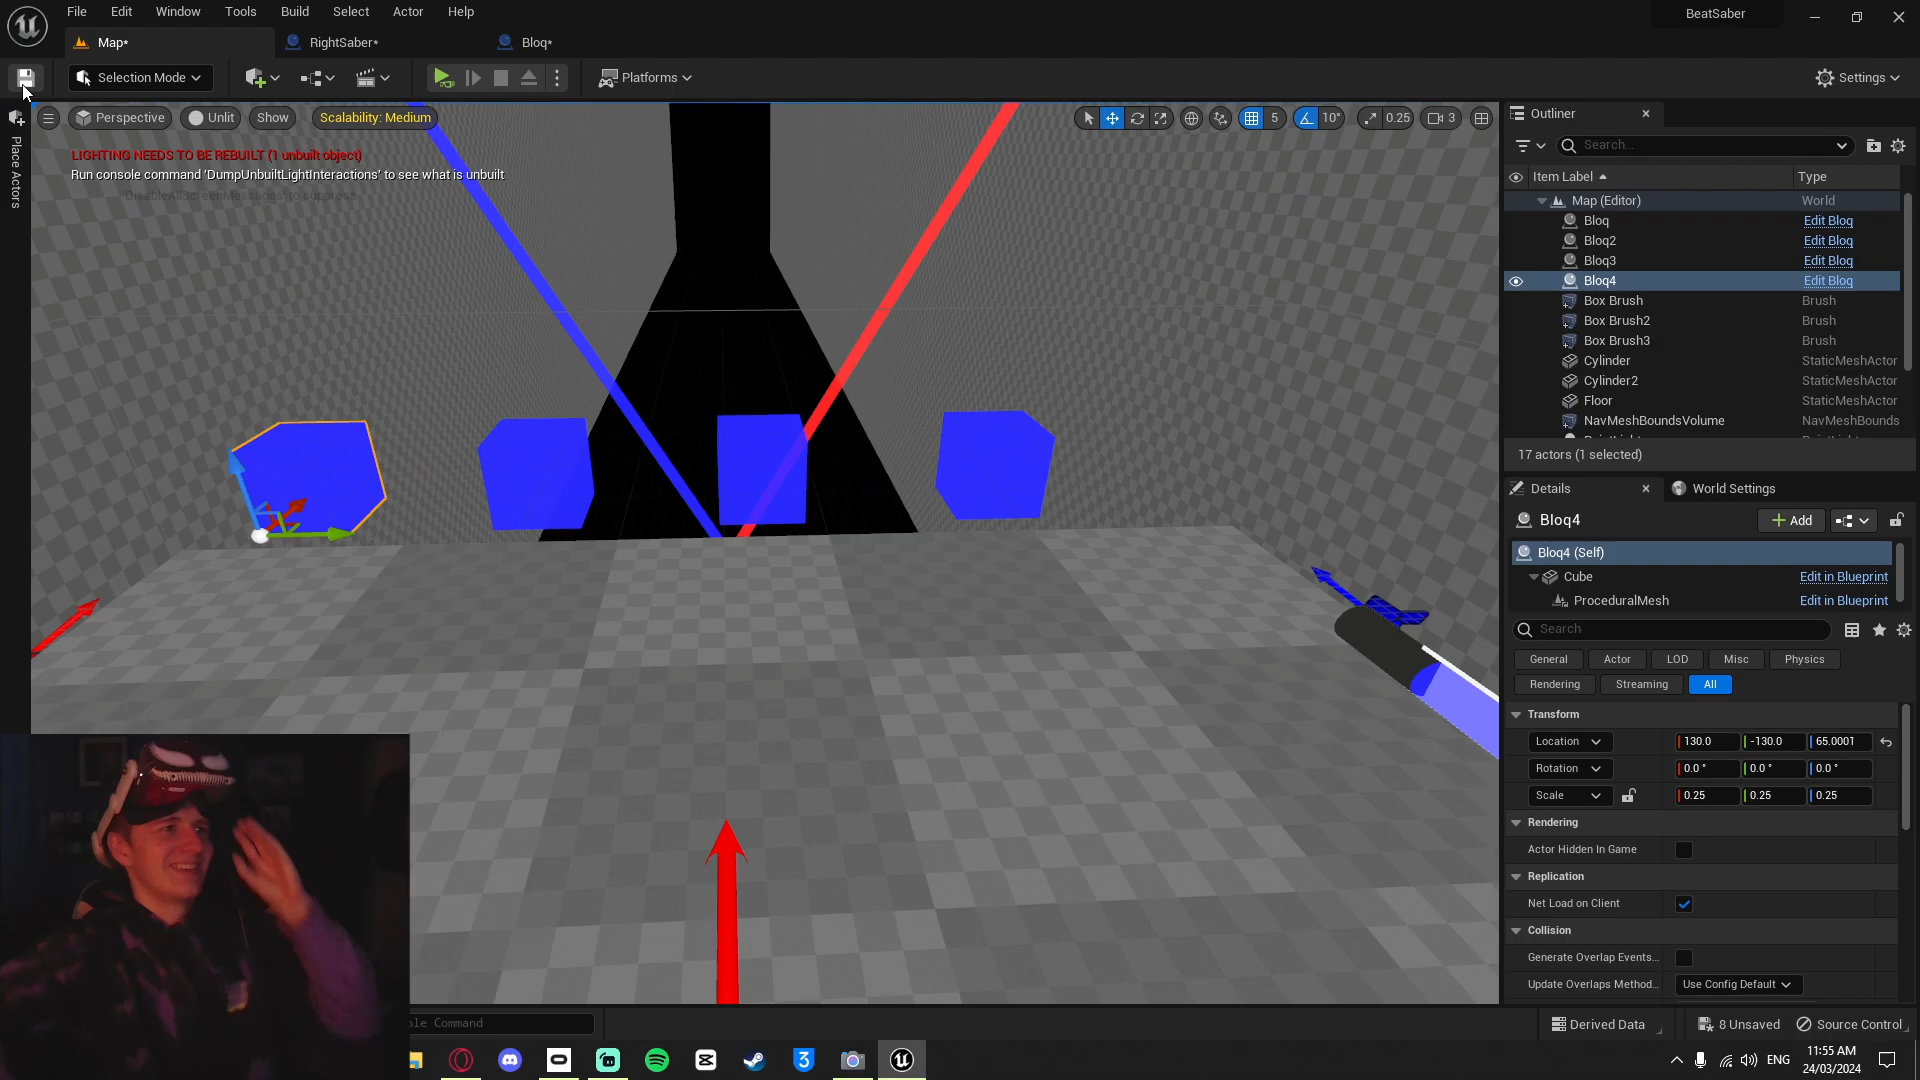 File Edit Window Tools Build Select Actor Help
BeatSaber
Map*
RightSaber*
Bloq*
Selection Mode
Platforms
Settings
Place Actors
Perspective
Unlit
Show
Scalability: Medium
5
10°
0.25
3
LIGHTING NEEDS TO BE REBUILT (1 unbuilt object)
Run console command 'DumpUnbuiltLightInteractions' to see what is unbuilt
'DisableAllScreenMessages' to suppress
Outliner
Search...
Item Label Type
Map (Editor) World
Bloq Edit Bloq
Bloq2 Edit Bloq
Bloq3 Edit Bloq
Bloq4 Edit Bloq
Box Brush Brush
Box Brush2 Brush
Box Brush3 Brush
Cylinder StaticMeshActor
Cylinder2 StaticMeshActor
Floor StaticMeshActor
NavMeshBoundsVolume NavMeshBounds
17 actors (1 selected)
Details
World Settings
Bloq4
Add
Bloq4 (Self)
Cube Edit in Blueprint
ProceduralMesh Edit in Blueprint
Search
General Actor LOD Misc Physics
Rendering Streaming All
Transform
Location 130.0 -130.0 65.0001
Rotation 0.0 ° 0.0 ° 0.0 °
Scale 0.25 0.25 0.25
Rendering
Actor Hidden In Game
Replication
Net Load on Client
Collision
Generate Overlap Events...
Update Overlaps Method... Use Config Default
Command
Derived Data
8 Unsaved
Source Control
ENG
11:55 AM
24/03/2024